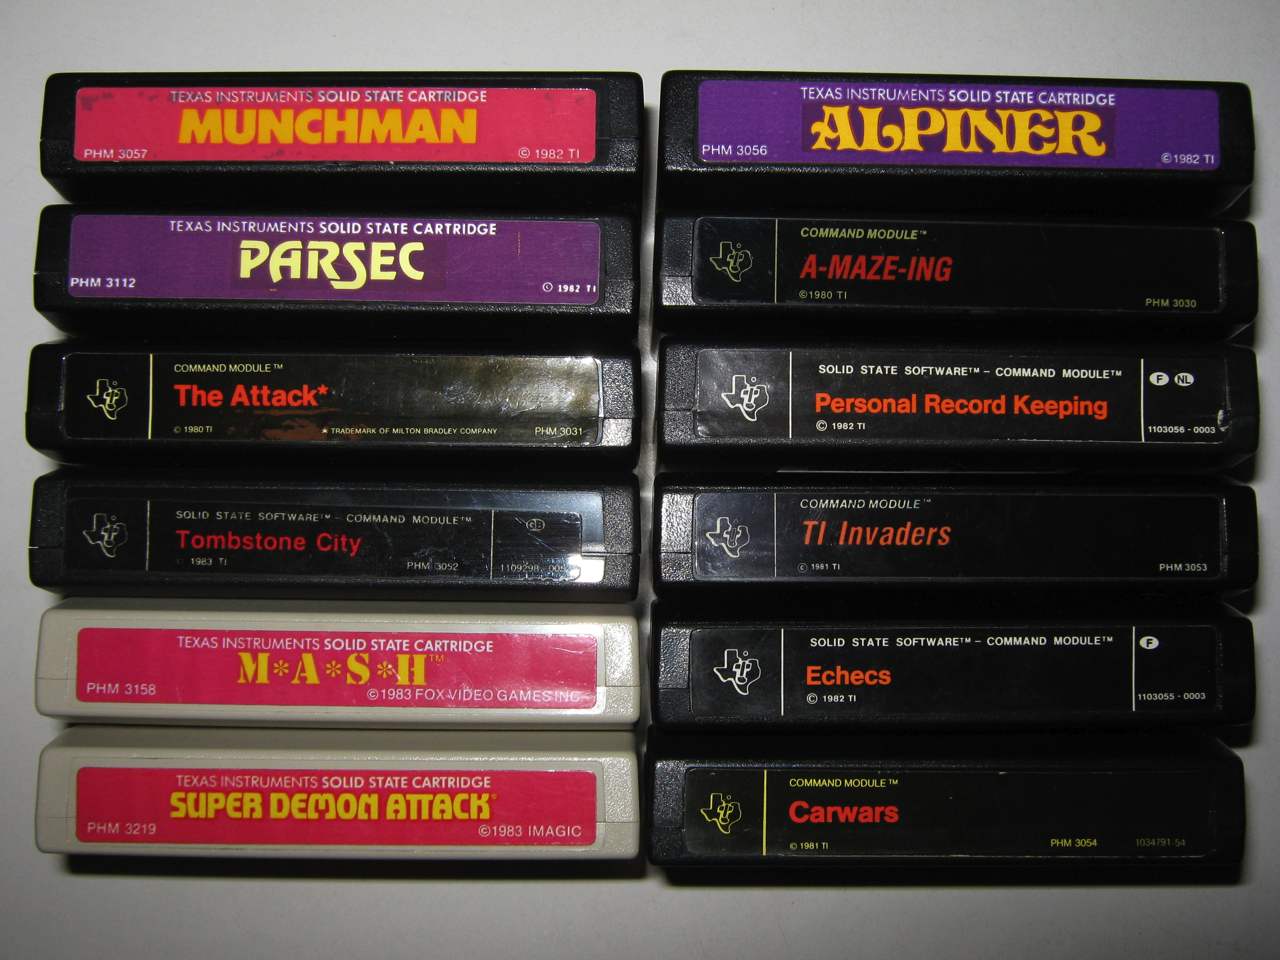 TEXAS INSTRUMENTS SOLID STATE CARTRIDGE
MUNCHMAN
PHM 3057
© 1982 TI
TEXAS INSTRUMENTS SOLID STATE CARTRIDGE
PARSEC
PHM 3112
© 1982 TI
COMMAND MODULE™
The Attack*
© 1980 TI
* TRADEMARK OF MILTON BRADLEY COMPANY
PHM 3031
SOLID STATE SOFTWARE™ – COMMAND MODULE™
GB
Tombstone City
1983 TI
PHM 3052
TEXAS INSTRUMENTS SOLID STATE CARTRIDGE
M*A*S*H™
PHM 3158
© 1983 FOX VIDEO GAMES INC
TEXAS INSTRUMENTS SOLID STATE CARTRIDGE
SUPER DEMON ATTACK
PHM 3219
© 1983 IMAGIC
TEXAS INSTRUMENTS SOLID STATE CARTRIDGE
ALPINER
PHM 3056
© 1982 TI
COMMAND MODULE™
A-MAZE-ING
© 1980 TI
PHM 3030
SOLID STATE SOFTWARE™ – COMMAND MODULE™
F NL
Personal Record Keeping
© 1982 TI
1103056 - 0003
COMMAND MODULE™
TI Invaders
© 1981 TI
PHM 3053
SOLID STATE SOFTWARE™ – COMMAND MODULE™
F
Echecs
© 1982 TI
1103055 - 0003
COMMAND MODULE™
Carwars
© 1981 TI
PHM 3054
1034791-54